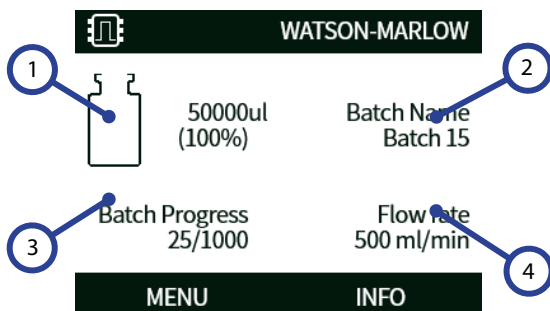 WATSON-MARLOW
1
2
50000ul
(100%)
Batch Name
Batch 15
3
Batch Progress
25/1000
Flow rate
500 ml/min
4
MENU
INFO